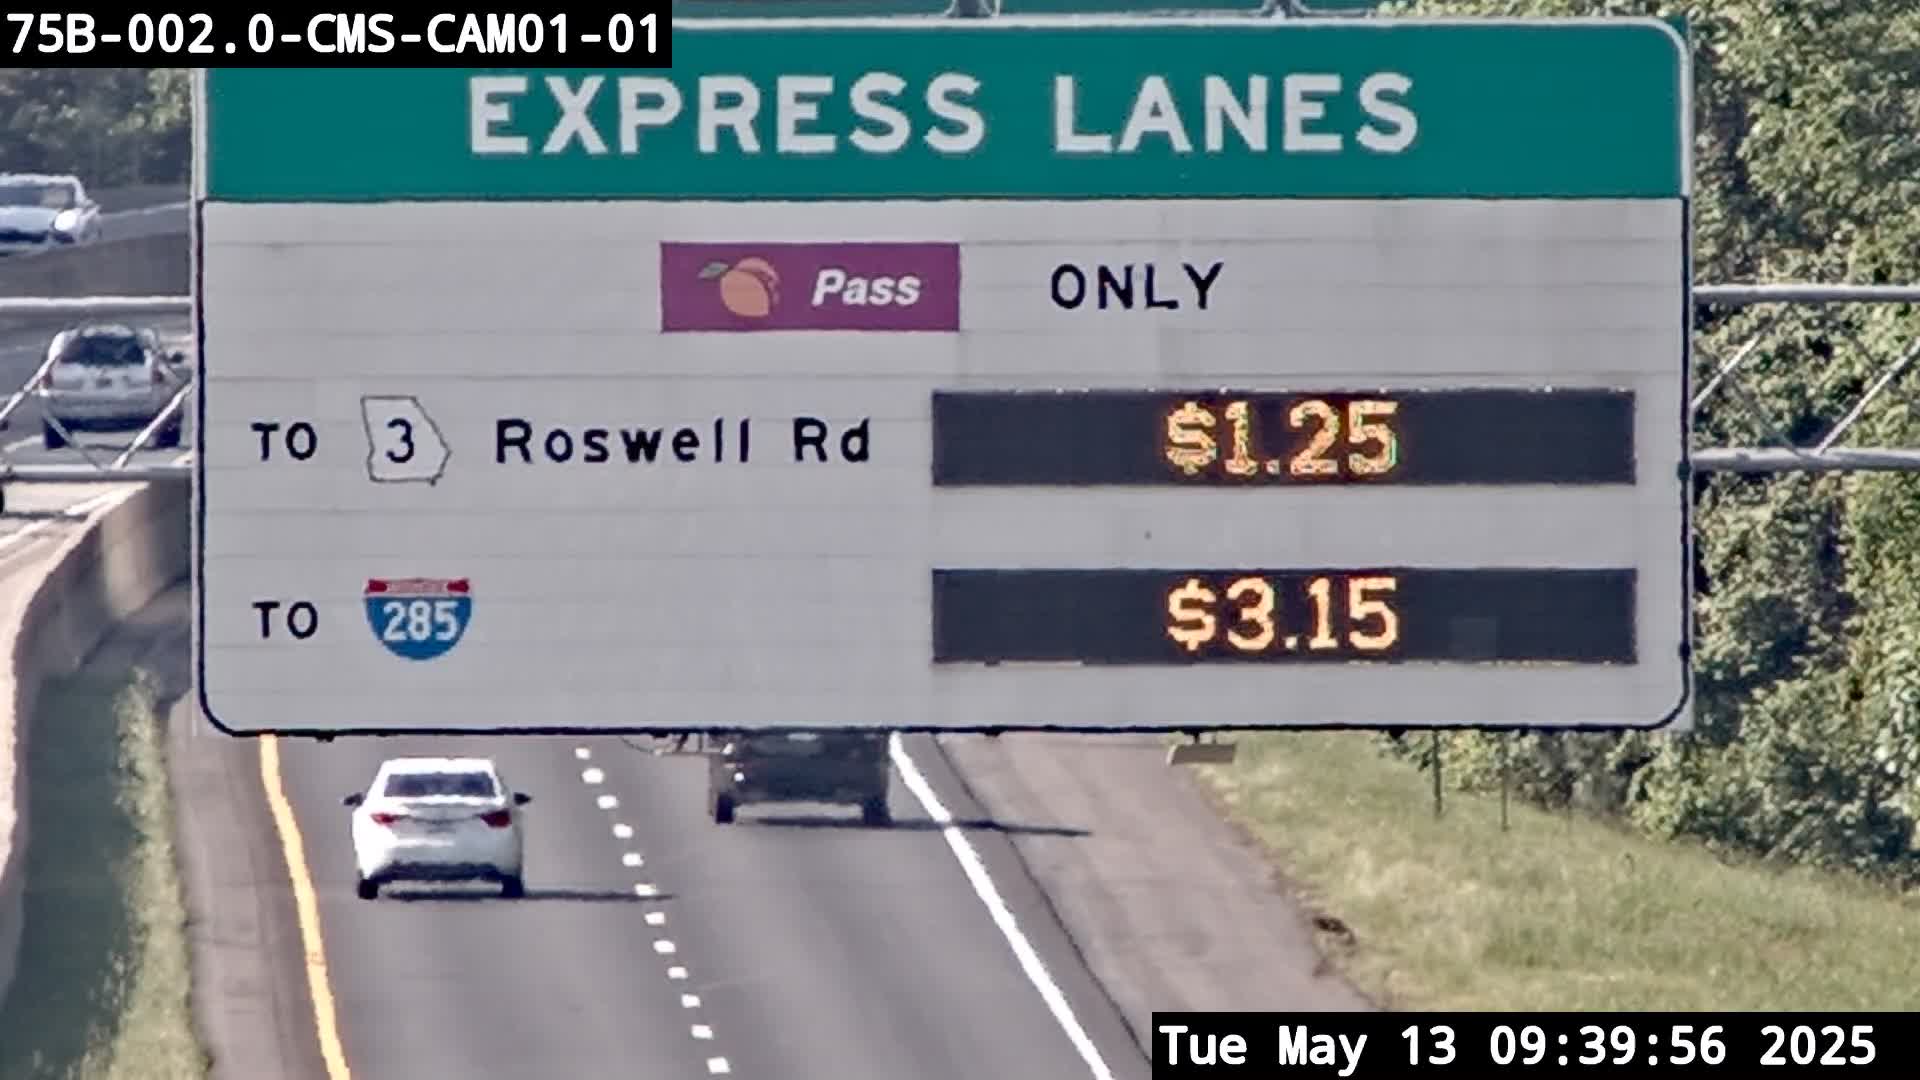 75B-002.0-CMS-CAM01-01
EXPRESS LANES
Pass ONLY
TO 3 Roswell Rd $1.25
TO 285 $3.15
Tue May 13 09:39:56 2025